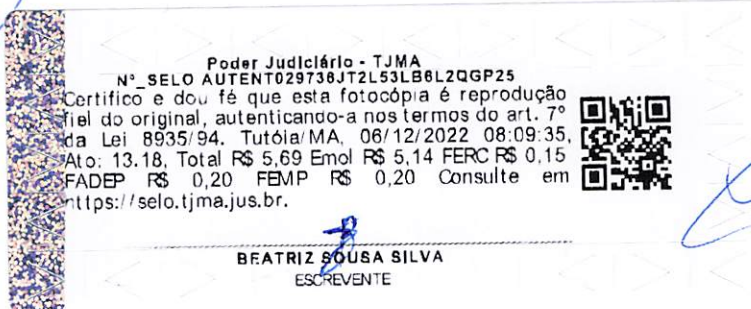 Poder Judiciário - TJMA
Nº_SELO AUTENT029736JT2L53LB6L2QGP25
Certifico e dou fé que esta fotocópia é reprodução
fiel do original, autenticando-a nos termos do art. 7º
da Lei 8935/94. Tutóia/MA, 06/12/2022 08:09:35,
Ato: 13.18, Total R$ 5,69 Emol R$ 5,14 FERC R$ 0,15
FADEP R$ 0,20 FEMP R$ 0,20 Consulte em
https://selo.tjma.jus.br.
BEATRIZ SOUSA SILVA
ESCREVENTE